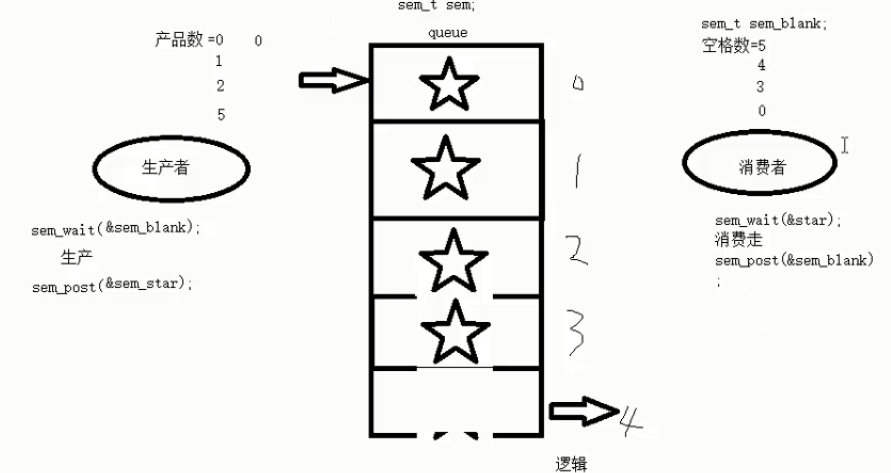 sem_t sem;
queue
产品数 =0 0
1
2
5
生产者
sem_wait(&sem_blank);
生产
sem_post(&sem_star);
0
1
2
3
4
逻辑
sem_t sem_blank;
空格数=5
4
3
0
消费者
sem_wait(&star);
消费走
sem_post(&sem_blank)
;